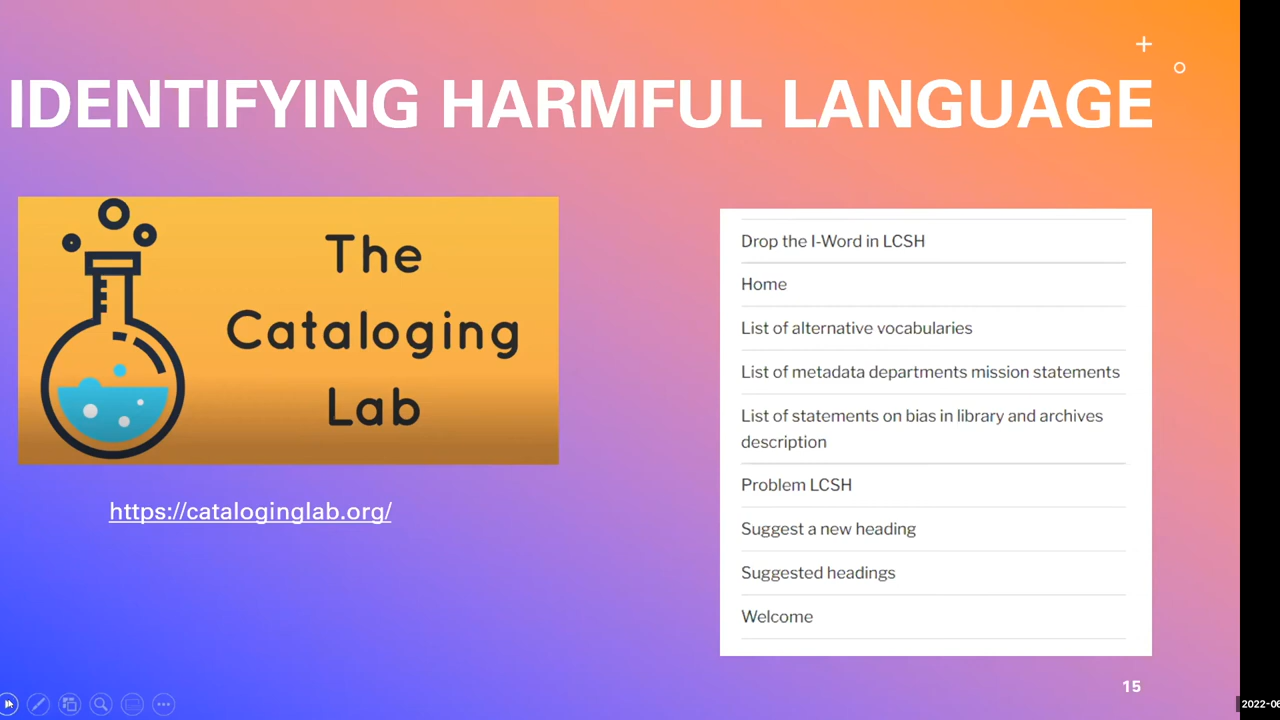 IDENTIFYING HARMFUL LANGUAGE
The
Cataloging
Lab
https://cataloginglab.org/
Drop the I-Word in LCSH
Home
List of alternative vocabularies
List of metadata departments mission statements
List of statements on bias in library and archives
description
Problem LCSH
Suggest a new heading
Suggested headings
Welcome
15